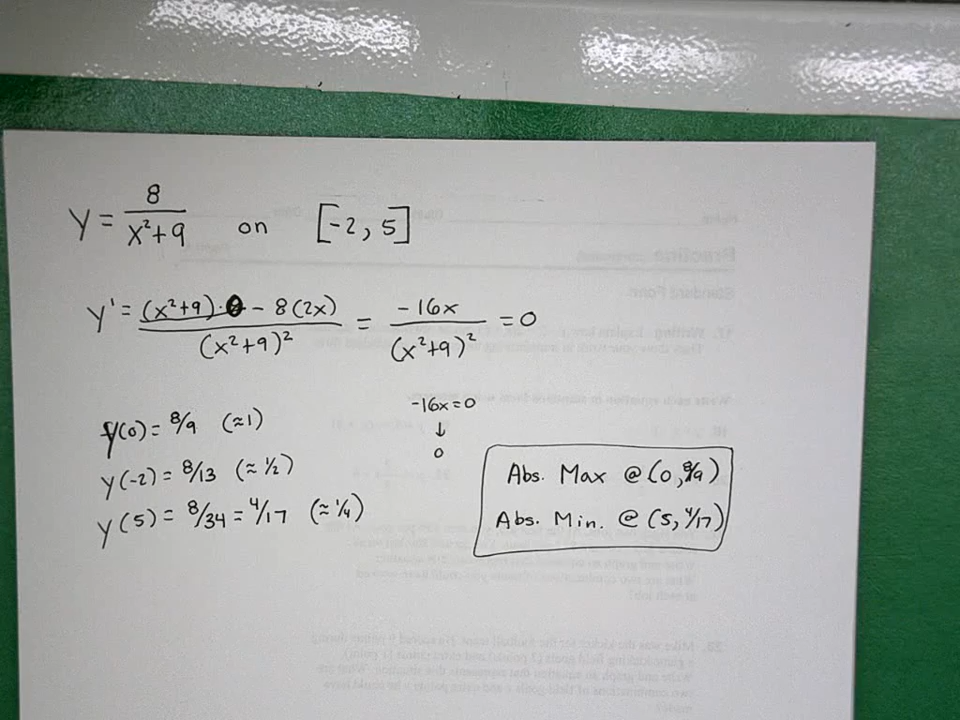 y = 8/(x²+9) on [-2, 5]
y' = ((x²+9)·0 - 8(2x))/(x²+9)² = -16x/(x²+9)² = 0
-16x=0
↓
0
y(0) = 8/9 (≈1)
y(-2) = 8/13 (≈ 1/2)
y(5) = 8/34 = 4/17 (≈ 1/4)
Abs. Max @ (0, 8/9)
Abs. Min. @ (5, 4/17)